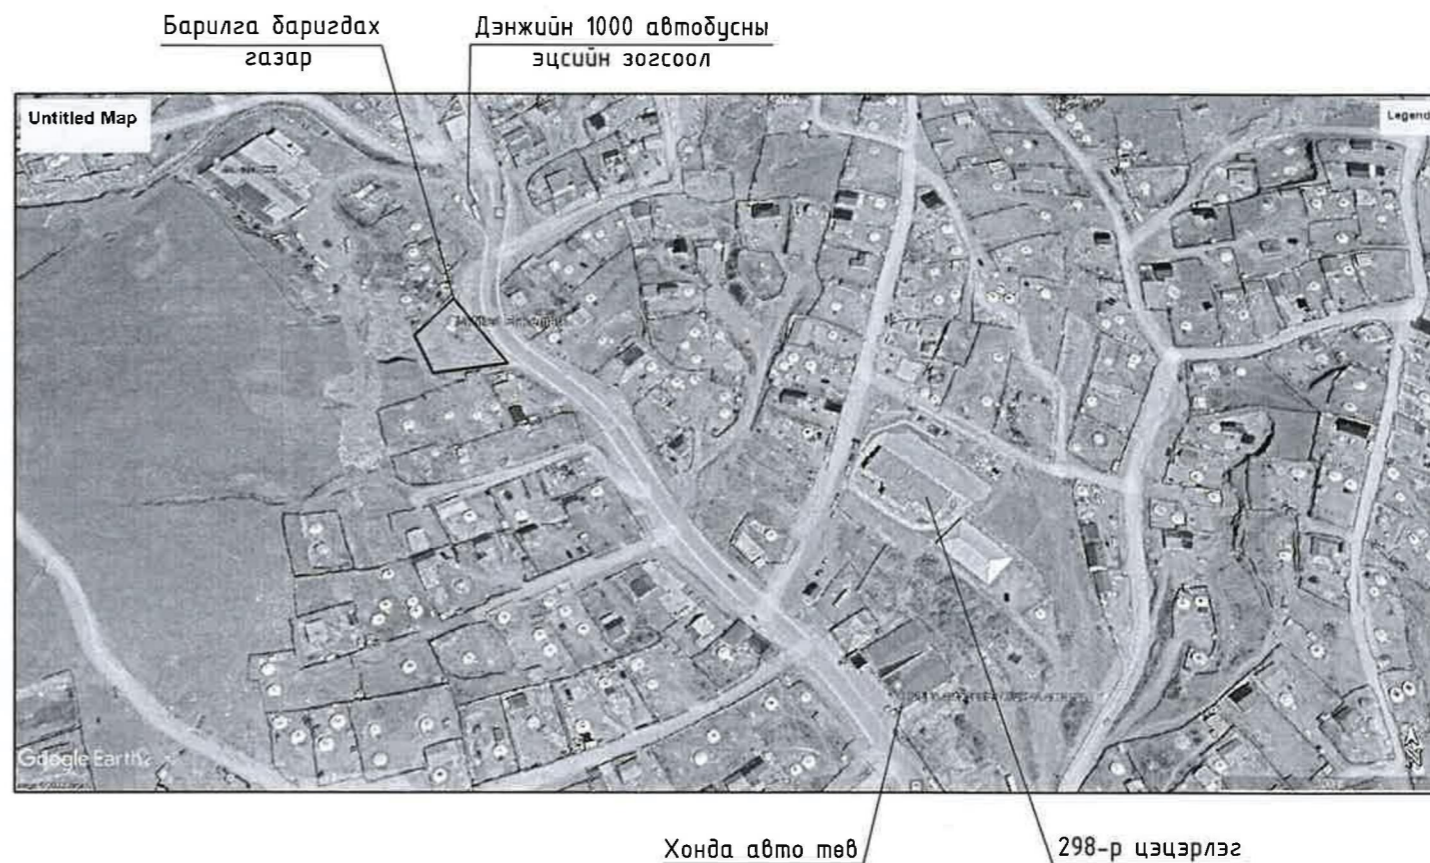 Барилга баригдах
газар
Дэнжийн 1000 автобусны
эцсийн зогсоол
Untitled Map
Legend
Google Earth
Хонда авто төв
298-р цэцэрлэг